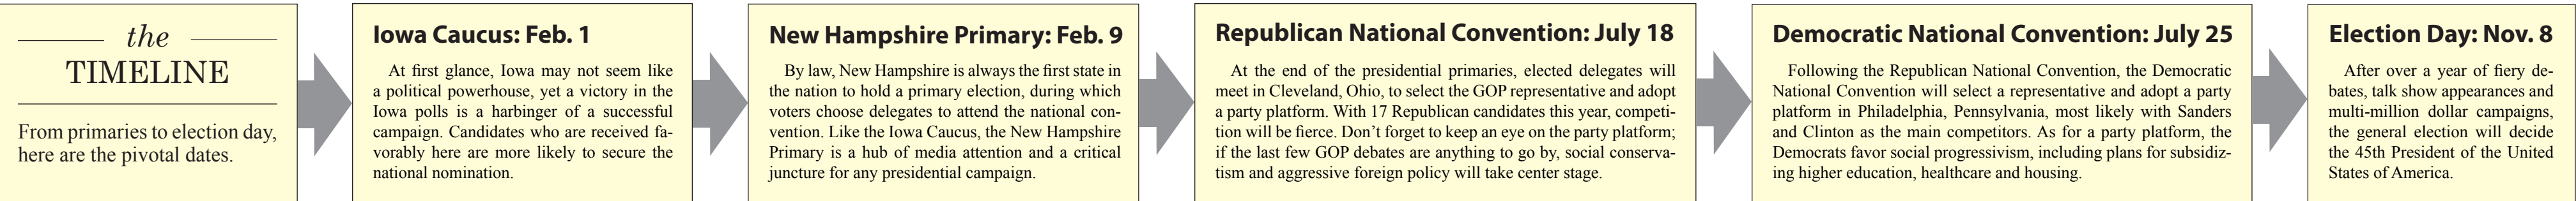 the
TIMELINE
From primaries to election day,
here are the pivotal dates.
Iowa Caucus: Feb. 1
At first glance, Iowa may not seem like
a political powerhouse, yet a victory in the
Iowa polls is a harbinger of a successful
campaign. Candidates who are received fa-
vorably here are more likely to secure the
national nomination.
New Hampshire Primary: Feb. 9
By law, New Hampshire is always the first state in
the nation to hold a primary election, during which
voters choose delegates to attend the national con-
vention. Like the Iowa Caucus, the New Hampshire
Primary is a hub of media attention and a critical
juncture for any presidential campaign.
Republican National Convention: July 18
At the end of the presidential primaries, elected delegates will
meet in Cleveland, Ohio, to select the GOP representative and adopt
a party platform. With 17 Republican candidates this year, competi-
tion will be fierce. Don’t forget to keep an eye on the party platform;
if the last few GOP debates are anything to go by, social conserva-
tism and aggressive foreign policy will take center stage.
Democratic National Convention: July 25
Following the Republican National Convention, the Democratic
National Convention will select a representative and adopt a party
platform in Philadelphia, Pennsylvania, most likely with Sanders
and Clinton as the main competitors. As for a party platform, the
Democrats favor social progressivism, including plans for subsidiz-
ing higher education, healthcare and housing.
Election Day: Nov. 8
After over a year of fiery de-
bates, talk show appearances and
multi-million dollar campaigns,
the general election will decide
the 45th President of the United
States of America.